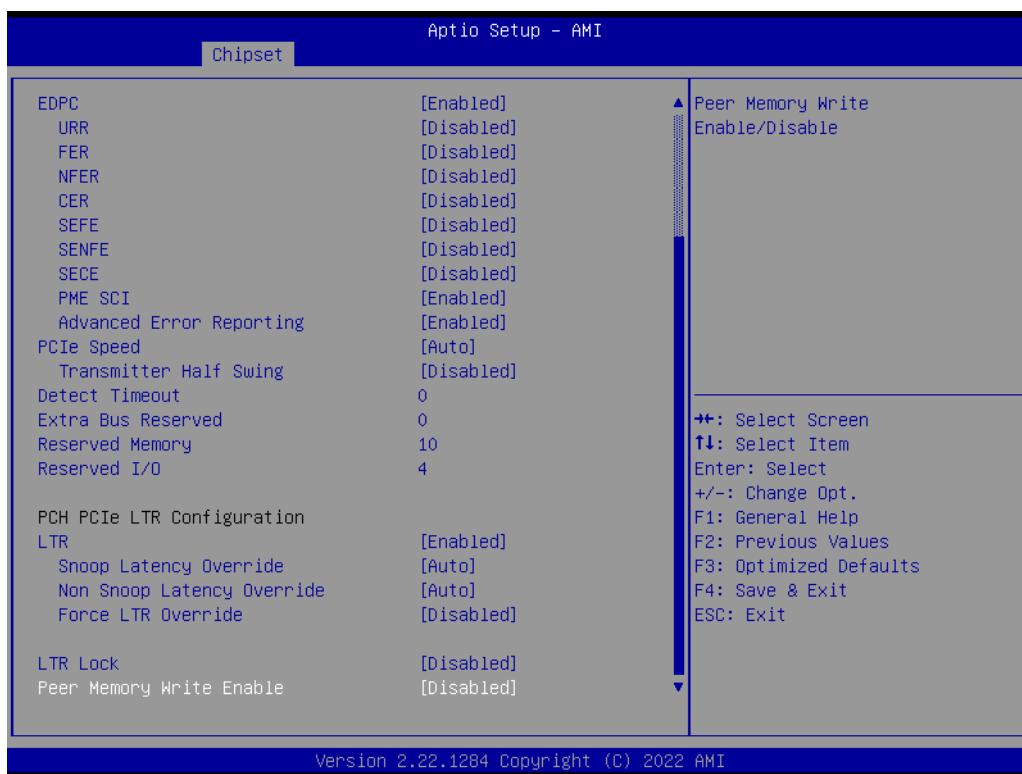 Aptio Setup – AMI
Chipset
EDPC [Enabled]
URR [Disabled]
FER [Disabled]
NFER [Disabled]
CER [Disabled]
SEFE [Disabled]
SENFE [Disabled]
SECE [Disabled]
PME SCI [Enabled]
Advanced Error Reporting [Enabled]
PCIe Speed [Auto]
Transmitter Half Swing [Disabled]
Detect Timeout 0
Extra Bus Reserved 0
Reserved Memory 10
Reserved I/O 4
PCH PCIe LTR Configuration
LTR [Enabled]
Snoop Latency Override [Auto]
Non Snoop Latency Override [Auto]
Force LTR Override [Disabled]
LTR Lock [Disabled]
Peer Memory Write Enable [Disabled]
Peer Memory Write
Enable/Disable
→←: Select Screen
↑↓: Select Item
Enter: Select
+/-: Change Opt.
F1: General Help
F2: Previous Values
F3: Optimized Defaults
F4: Save & Exit
ESC: Exit
Version 2.22.1284 Copyright (C) 2022 AMI